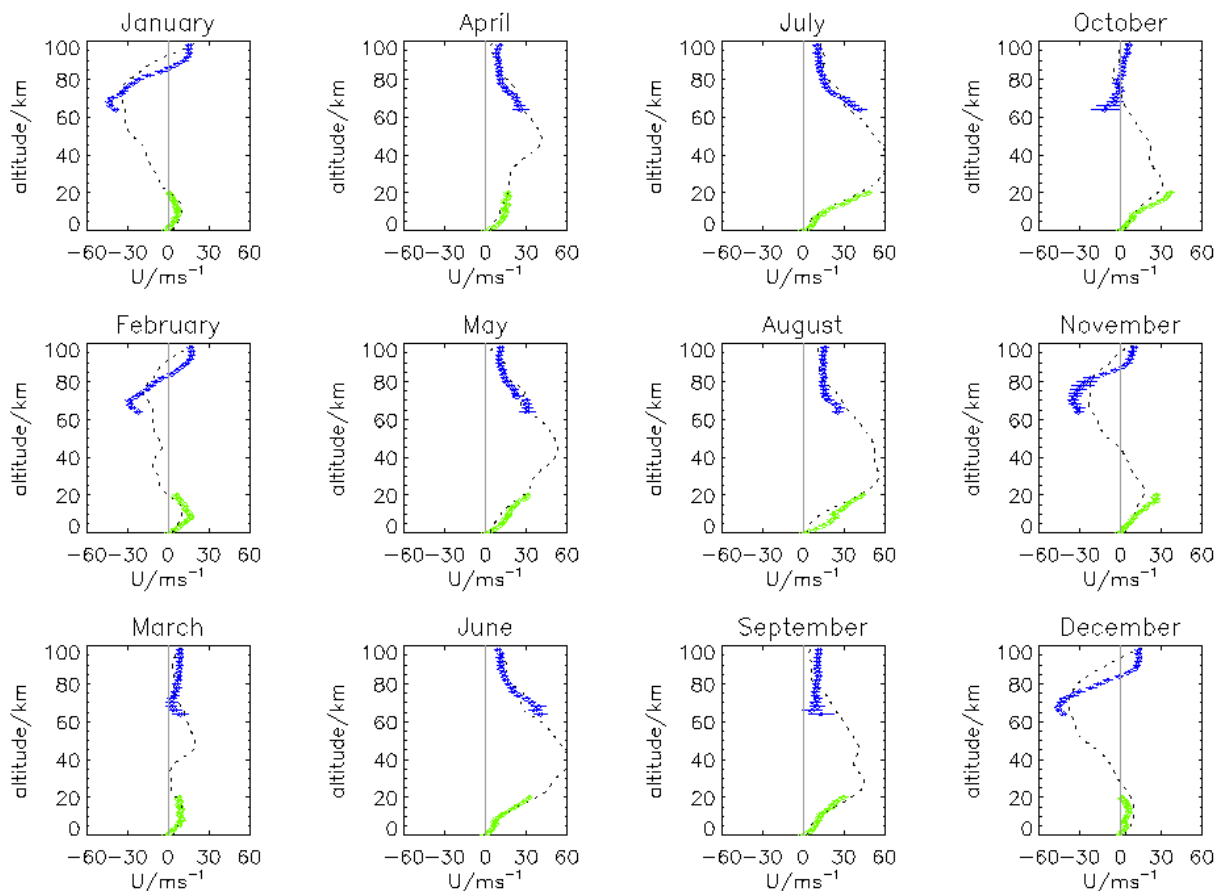 January April July October
100 100 100 100
80 80 80 80
60 60 60 60
40 40 40 40
20 20 20 20
0 0 0 0
altitude/km altitude/km altitude/km altitude/km
−60−30 0 30 60 −60−30 0 30 60 −60−30 0 30 60 −60−30 0 30 60
U/ms⁻¹ U/ms⁻¹ U/ms⁻¹ U/ms⁻¹
February May August November
100 100 100 100
80 80 80 80
60 60 60 60
40 40 40 40
20 20 20 20
0 0 0 0
altitude/km altitude/km altitude/km altitude/km
−60−30 0 30 60 −60−30 0 30 60 −60−30 0 30 60 −60−30 0 30 60
U/ms⁻¹ U/ms⁻¹ U/ms⁻¹ U/ms⁻¹
March June September December
100 100 100 100
80 80 80 80
60 60 60 60
40 40 40 40
20 20 20 20
0 0 0 0
altitude/km altitude/km altitude/km altitude/km
−60−30 0 30 60 −60−30 0 30 60 −60−30 0 30 60 −60−30 0 30 60
U/ms⁻¹ U/ms⁻¹ U/ms⁻¹ U/ms⁻¹